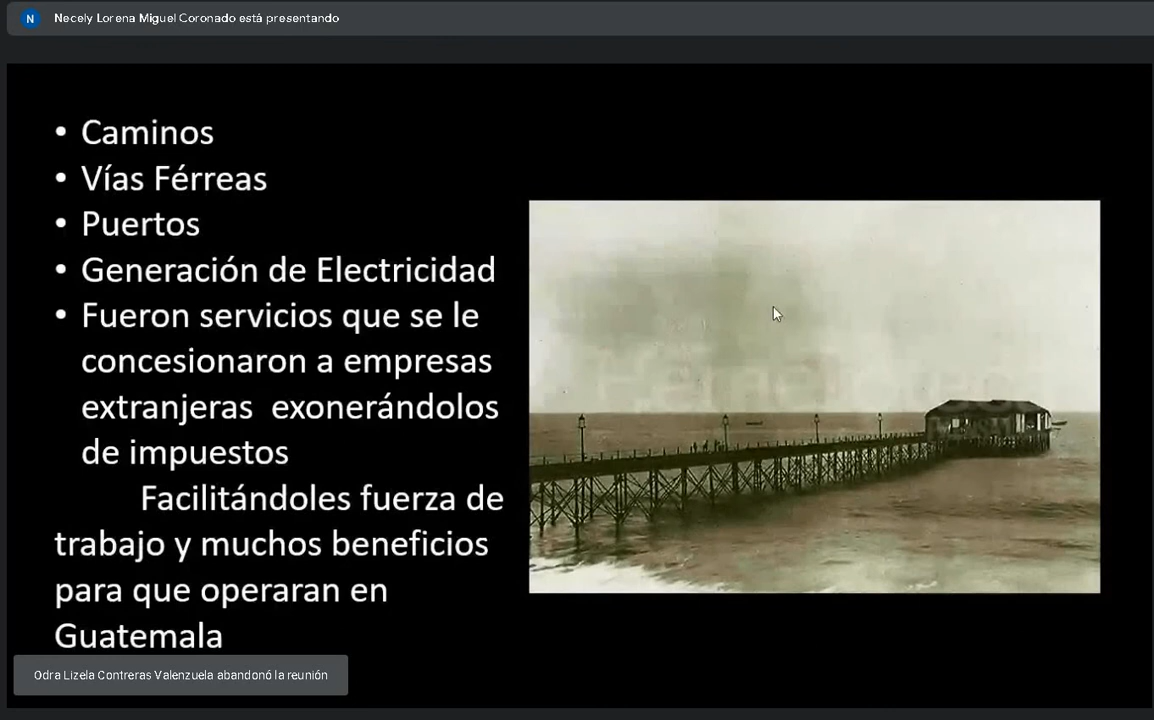 N Necely Lorena Miguel Coronado está presentando
• Caminos
• Vías Férreas
• Puertos
• Generación de Electricidad
• Fueron servicios que se le
concesionaron a empresas
extranjeras  exonerándolos
de impuestos
Facilitándoles fuerza de
trabajo y muchos beneficios
para que operaran en
Guatemala
Odra Lizela Contreras Valenzuela abandonó la reunión